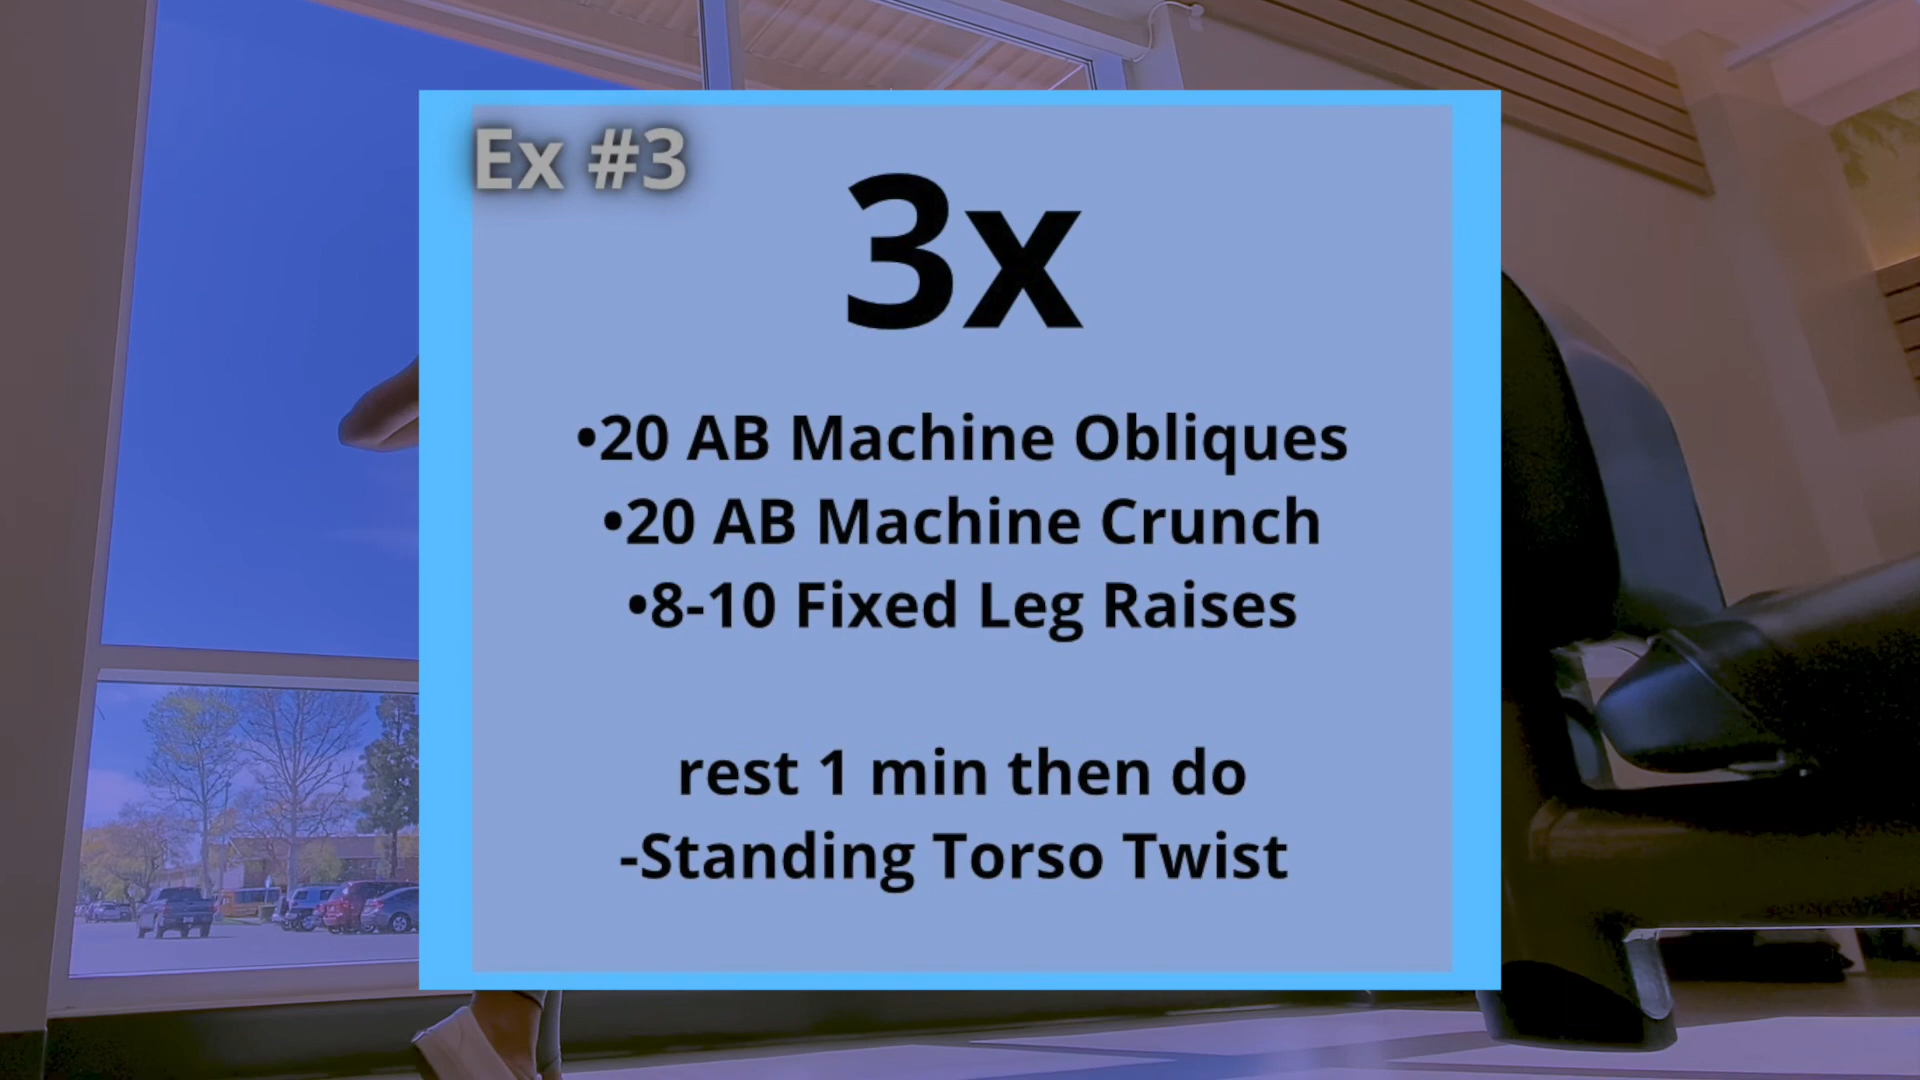 Ex #3
3x
•20 AB Machine Obliques
•20 AB Machine Crunch
•8-10 Fixed Leg Raises
rest 1 min then do
-Standing Torso Twist